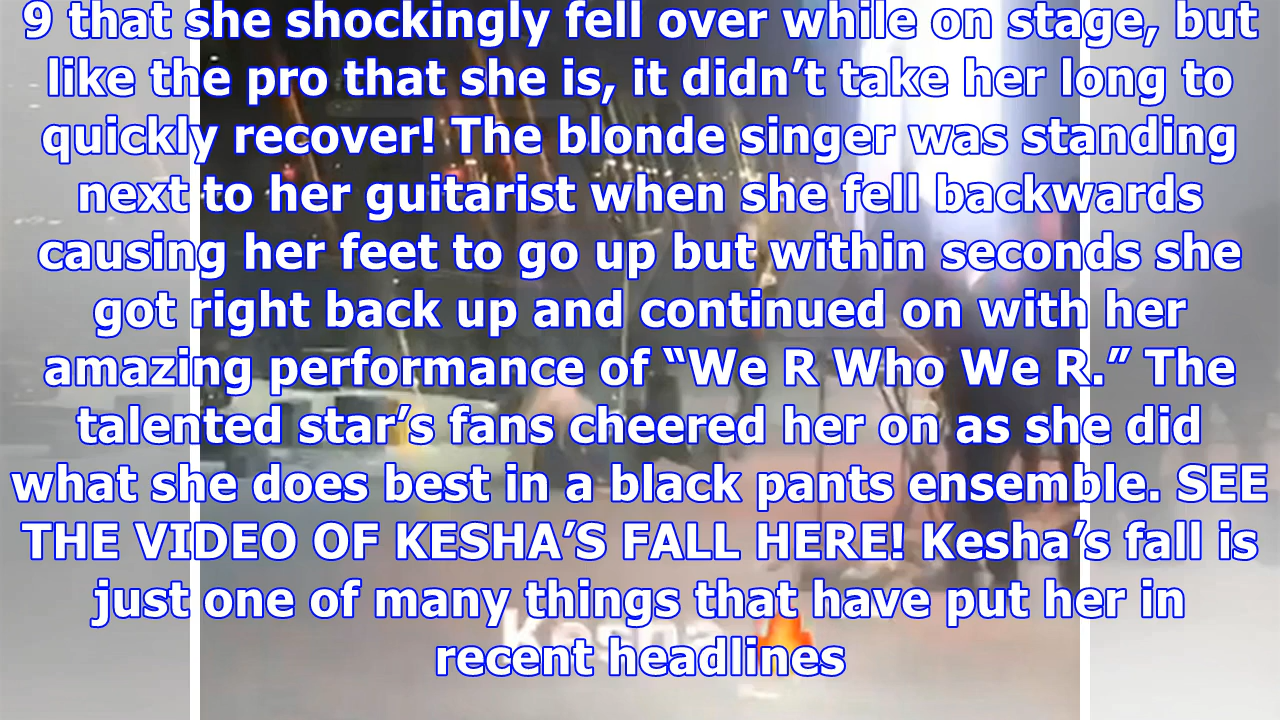 9 that she shockingly fell over while on stage, but
like the pro that she is, it didn’t take her long to
quickly recover! The blonde singer was standing
next to her guitarist when she fell backwards
causing her feet to go up but within seconds she
got right back up and continued on with her
amazing performance of “We R Who We R.” The
talented star’s fans cheered her on as she did
what she does best in a black pants ensemble. SEE
THE VIDEO OF KESHA’S FALL HERE! Kesha’s fall is
just one of many things that have put her in
kesha
recent headlines